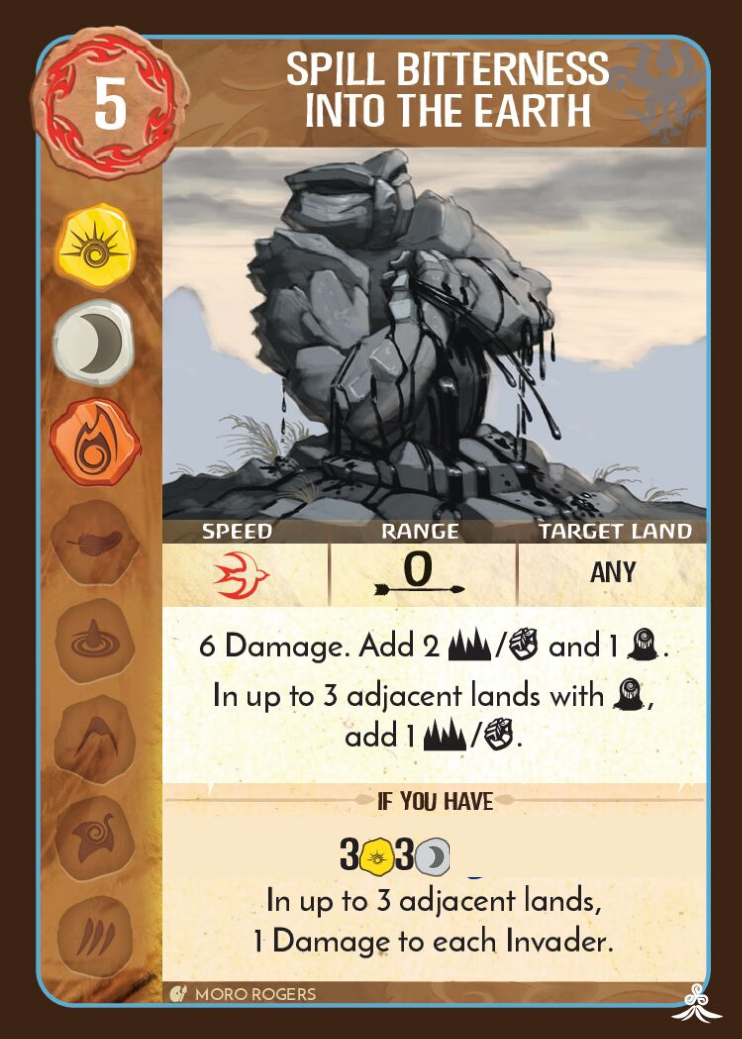 5
SPILL BITTERNESS
INTO THE EARTH
SPEED RANGE TARGET LAND
0 ANY
6 Damage. Add 2 / and 1 .
In up to 3 adjacent lands with ,
add 1 / .
IF YOU HAVE
3 3
In up to 3 adjacent lands,
1 Damage to each Invader.
MORO ROGERS